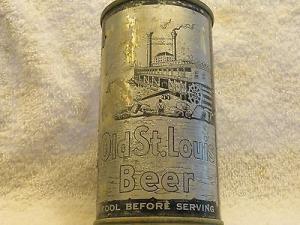 Old St. Louis
Beer
COOL BEFORE SERVING